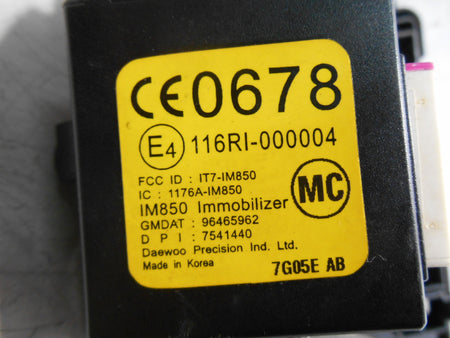 CE0678
E4 116RI-000004
FCC ID : IT7-IM850
IC : 1176A-IM850
IM850 Immobilizer
MC
GMDAT : 96465962
D P I : 7541440
Daewoo Precision Ind. Ltd.
Made in Korea
7G05E AB